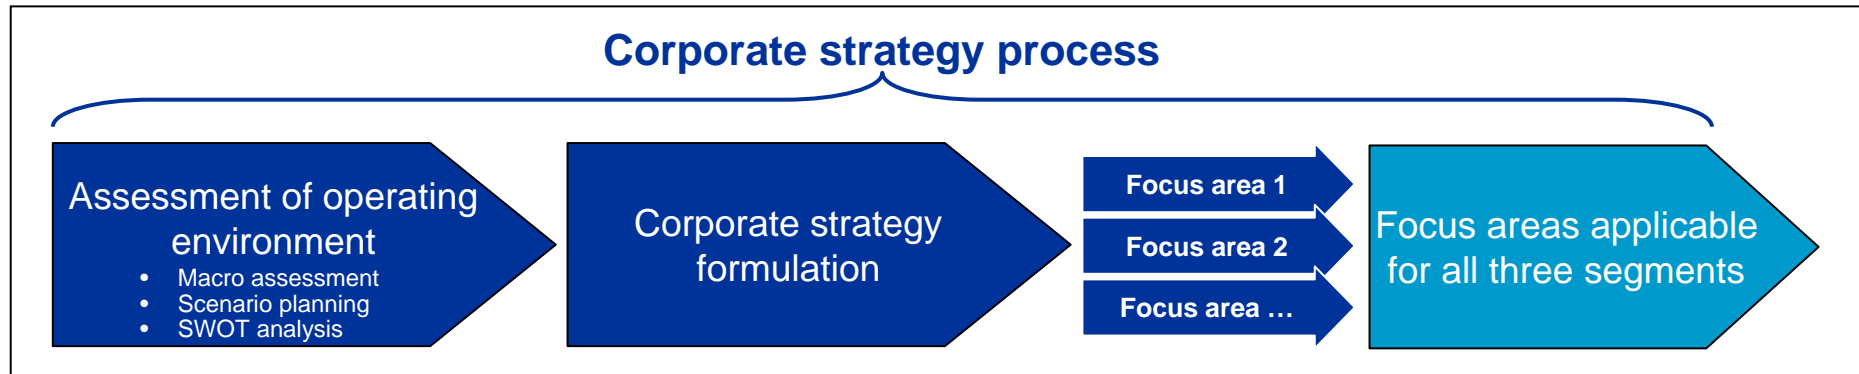 Corporate strategy process
Assessment of operating
environment
• Macro assessment
• Scenario planning
• SWOT analysis
Corporate strategy
formulation
Focus area 1
Focus area 2
Focus area …
Focus areas applicable
for all three segments